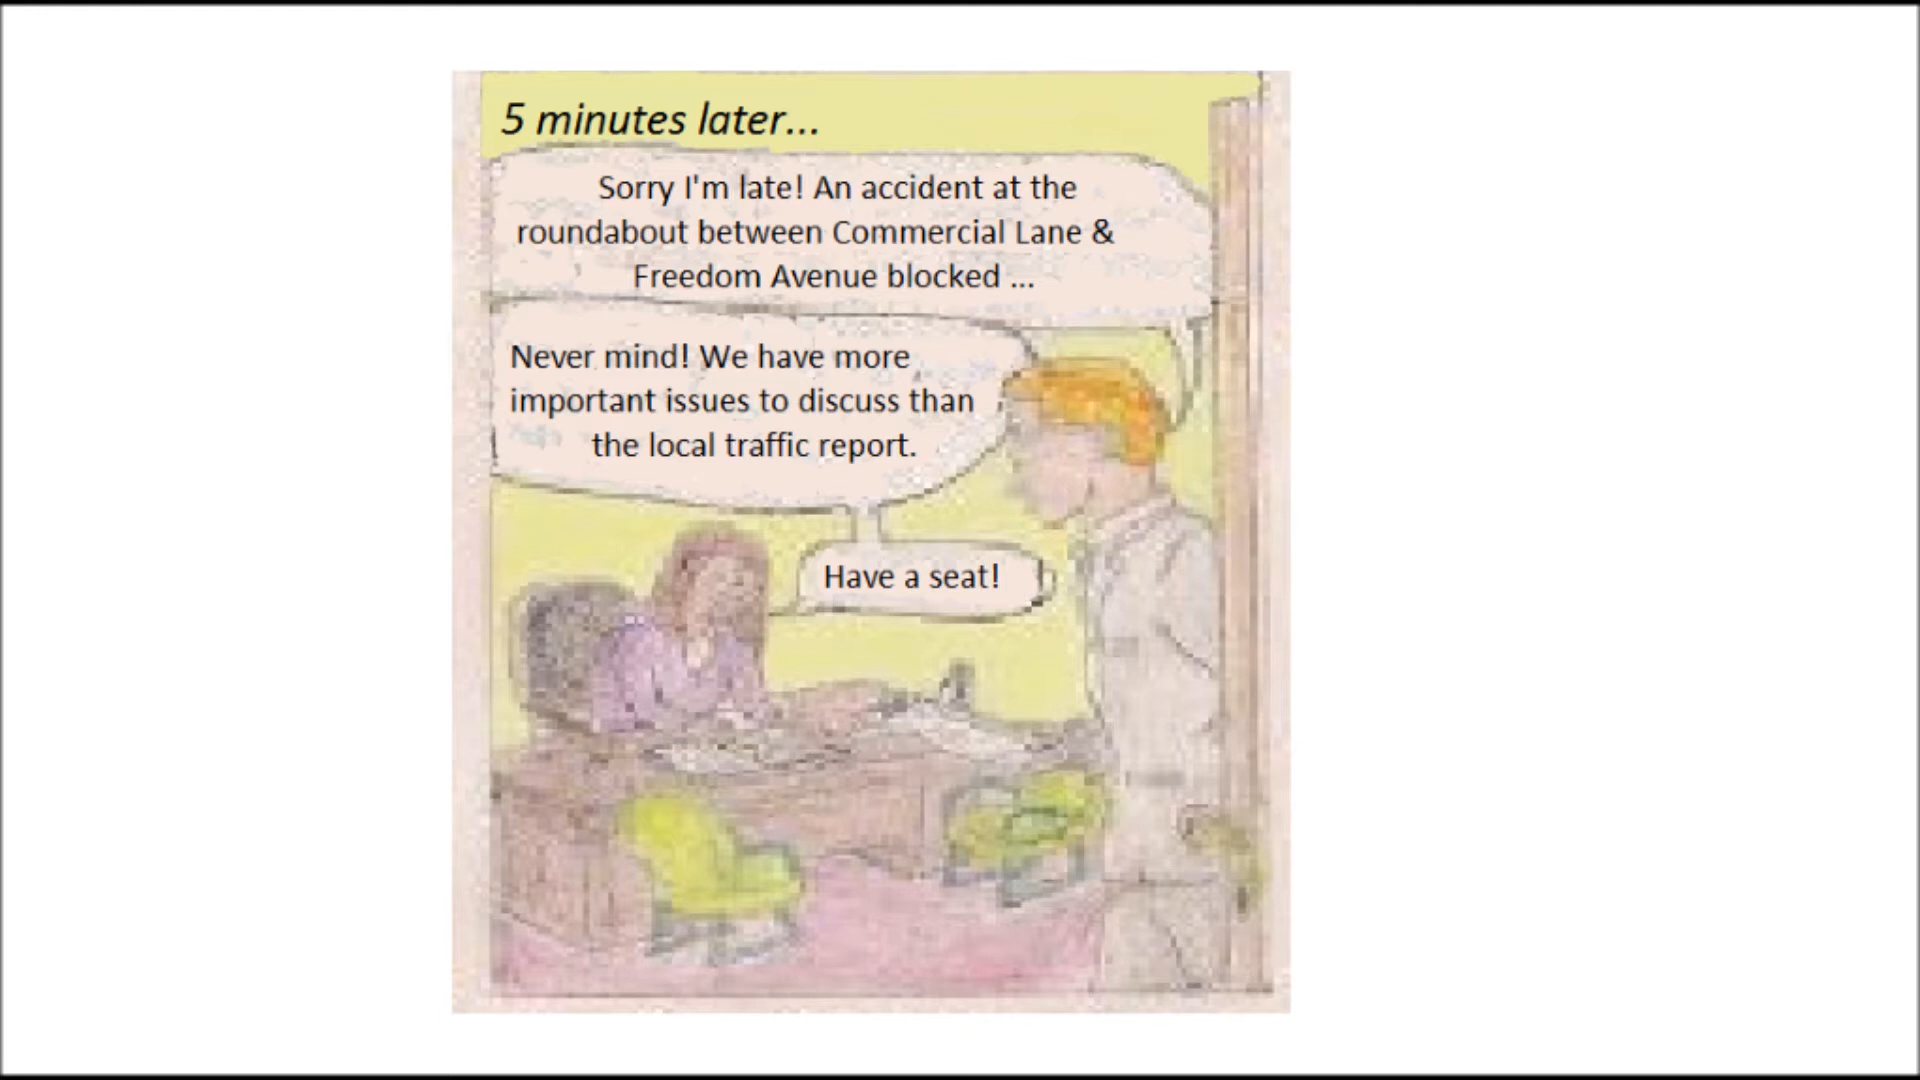 5 minutes later...
Sorry I'm late! An accident at the
roundabout between Commercial Lane &
Freedom Avenue blocked ...
Never mind! We have more
important issues to discuss than
the local traffic report.
Have a seat!